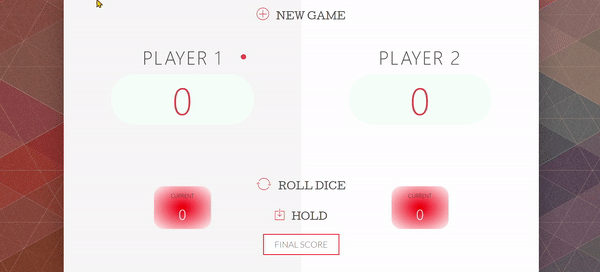 NEW GAME
PLAYER 1
PLAYER 2
0
0
ROLL DICE
CURRENT
0
CURRENT
0
HOLD
FINAL SCORE